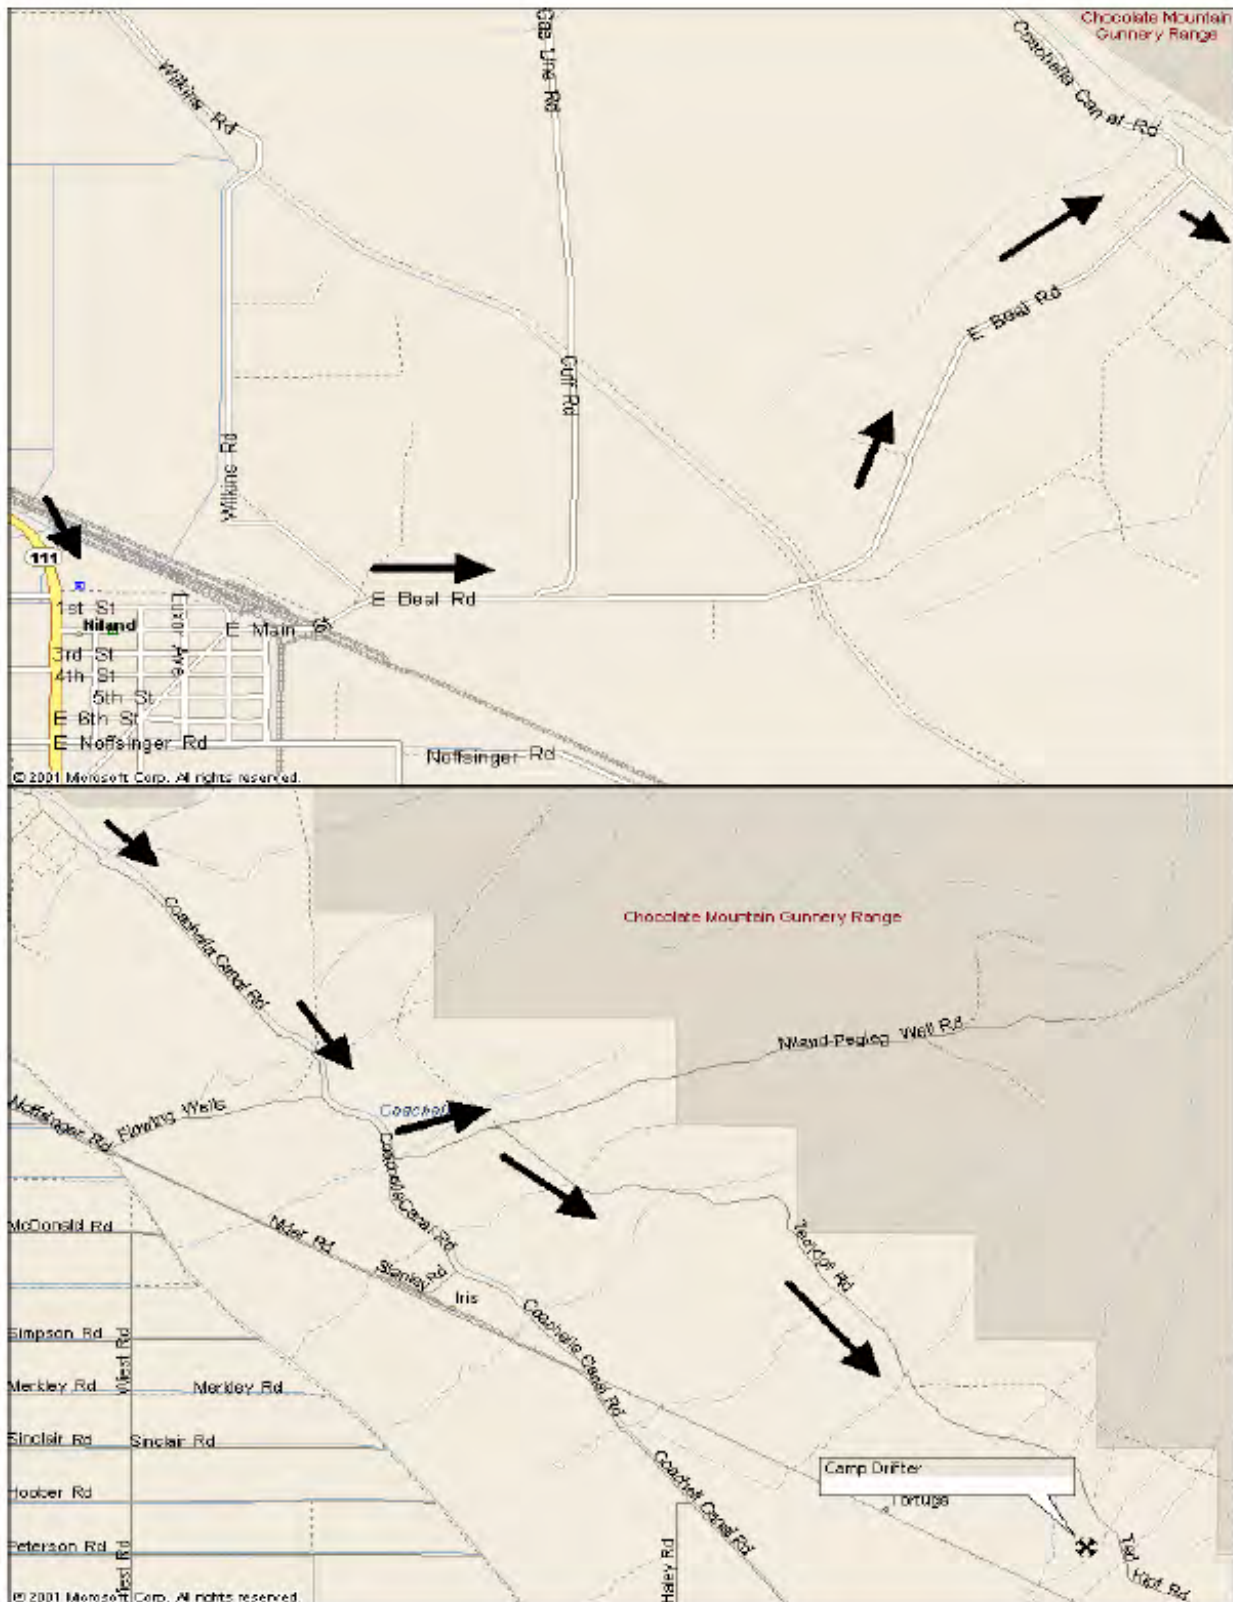 Chocolate Mountain
Gunnery Range
Coachella Canal Rd
Wilkins Rd
Gas Line Rd
E Beal Rd
Cuff Rd
Wilkins Rd
111
E Beal Rd
1st St
Niland
Luxor Ave
E Main
3rd St
4th St
5th St
E 6th St
E Noffsinger Rd
Noffsinger Rd
© 2001 Microsoft Corp. All rights reserved.
Chocolate Mountain Gunnery Range
Coachella Canal Rd
Niland-Pegleg Well Rd
Noffsinger Rd
Flowing Wells
Coachella Canal Rd
McDonald Rd
Nider Rd
Stanley Rd
Iris
Coachella Canal Rd
Simpson Rd
Wiest Rd
Merkley Rd
Merkley Rd
Sinclair Rd
Sinclair Rd
Coachell Canal Rd
Camp Drifter
Tortuga
Hoober Rd
Peterson Rd
Haley Rd
Ted Kipf Rd
© 2001 Microsoft Corp. All rights reserved.